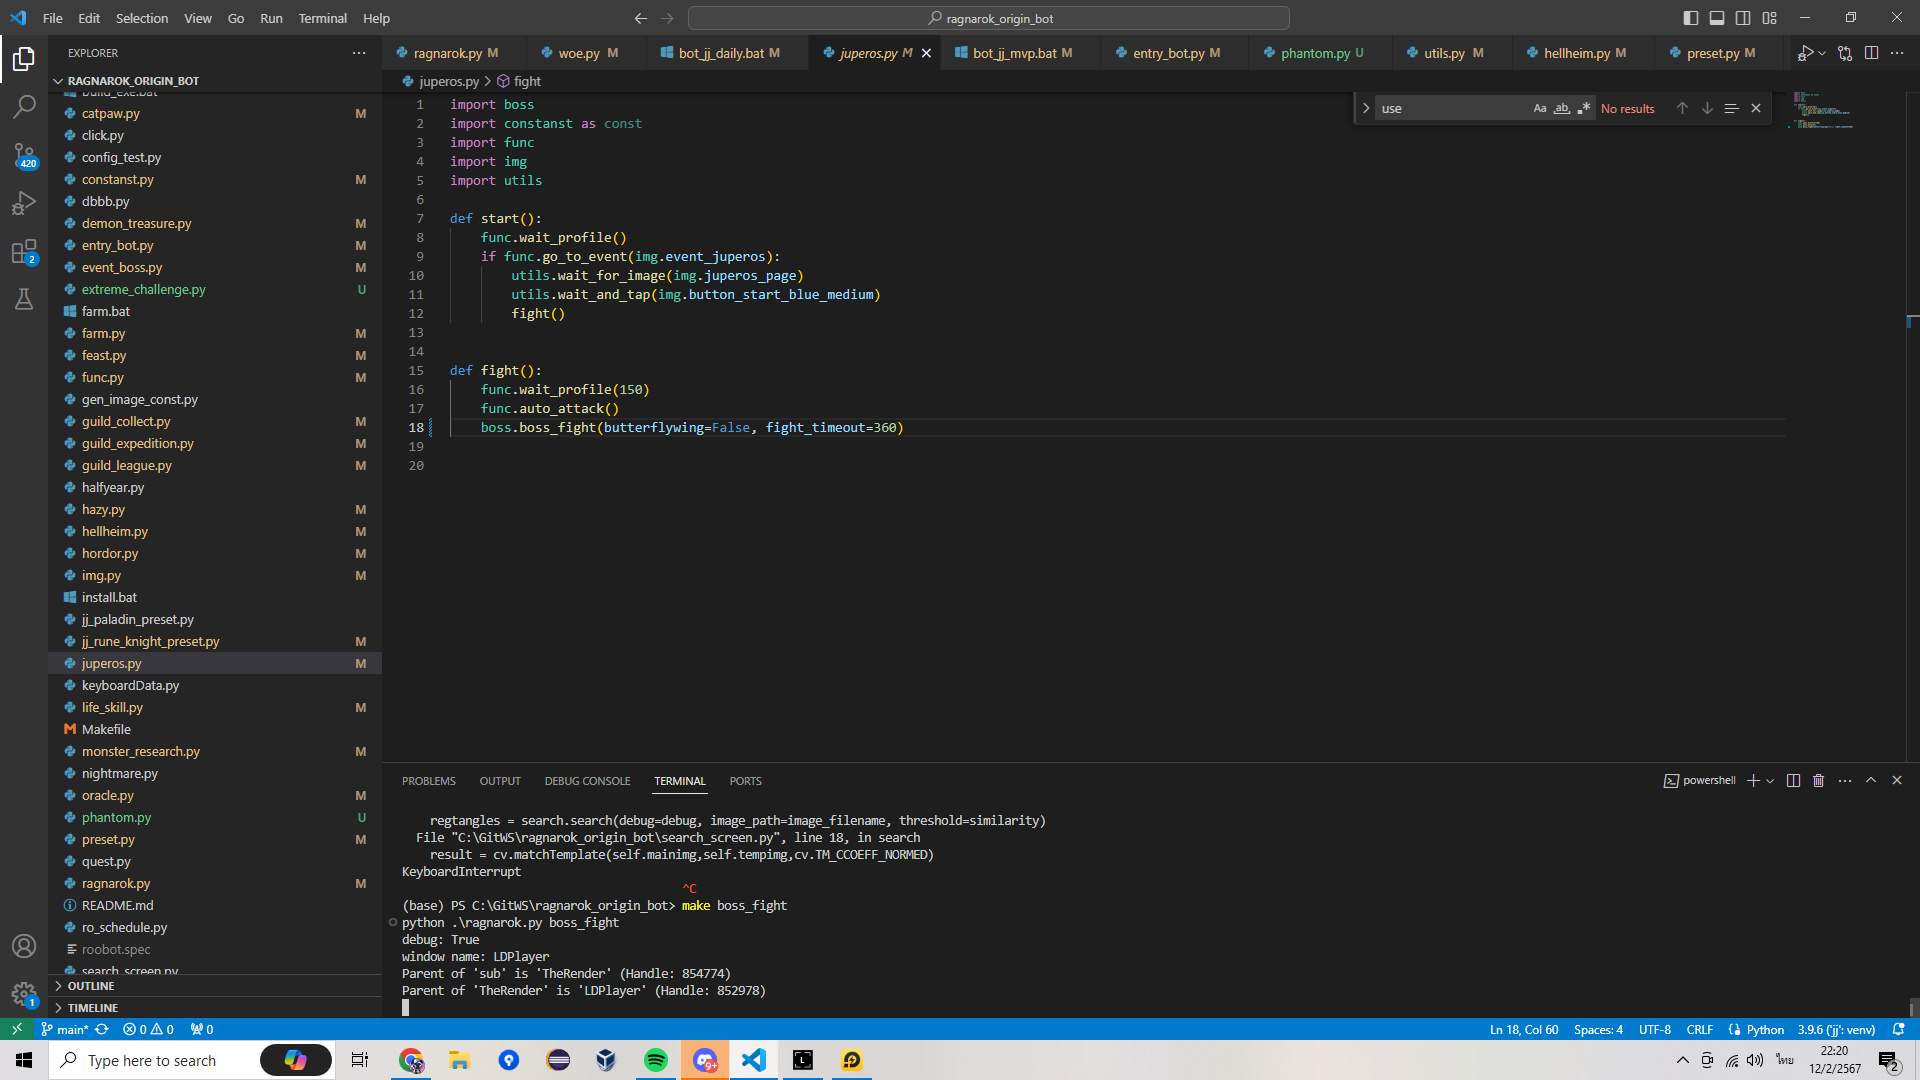 File Edit Selection View Go Run Terminal Help
ragnarok_origin_bot
EXPLORER
RAGNAROK_ORIGIN_BOT
build_exe.bat
catpaw.py M
click.py
config_test.py
constanst.py M
dbbb.py
demon_treasure.py M
entry_bot.py M
event_boss.py M
extreme_challenge.py U
farm.bat
farm.py M
feast.py M
func.py M
gen_image_const.py
guild_collect.py M
guild_expedition.py M
guild_league.py M
halfyear.py
hazy.py M
hellheim.py M
hordor.py M
img.py M
install.bat
jj_paladin_preset.py
jj_rune_knight_preset.py M
juperos.py M
keyboardData.py
life_skill.py M
Makefile
monster_research.py M
nightmare.py
oracle.py M
phantom.py U
preset.py M
quest.py
ragnarok.py M
README.md
ro_schedule.py
roobot.spec
search_screen.py
OUTLINE
TIMELINE
420
2
1
ragnarok.py M woe.py M bot_jj_daily.bat M juperos.py M bot_jj_mvp.bat M entry_bot.py M phantom.py U utils.py M hellheim.py M preset.py M
juperos.py > fight
use Aa ab .* No results
1 import boss
2 import constanst as const
3 import func
4 import img
5 import utils
6
7 def start():
8 func.wait_profile()
9 if func.go_to_event(img.event_juperos):
10 utils.wait_for_image(img.juperos_page)
11 utils.wait_and_tap(img.button_start_blue_medium)
12 fight()
13
14
15 def fight():
16 func.wait_profile(150)
17 func.auto_attack()
18 boss.boss_fight(butterflywing=False, fight_timeout=360)
19
20
PROBLEMS OUTPUT DEBUG CONSOLE TERMINAL PORTS
powershell
regtangles = search.search(debug=debug, image_path=image_filename, threshold=similarity)
File "C:\GitWS\ragnarok_origin_bot\search_screen.py", line 18, in search
result = cv.matchTemplate(self.mainimg,self.tempimg,cv.TM_CCOEFF_NORMED)
KeyboardInterrupt
^C
(base) PS C:\GitWS\ragnarok_origin_bot> make boss_fight
python .\ragnarok.py boss_fight
debug: True
window name: LDPlayer
Parent of 'sub' is 'TheRender' (Handle: 854774)
Parent of 'TheRender' is 'LDPlayer' (Handle: 852978)
main* 0 0 0
Ln 18, Col 60 Spaces: 4 UTF-8 CRLF Python 3.9.6 ('jj': venv)
Type here to search
9+
L
ไทย
22:20
12/2/2567
2